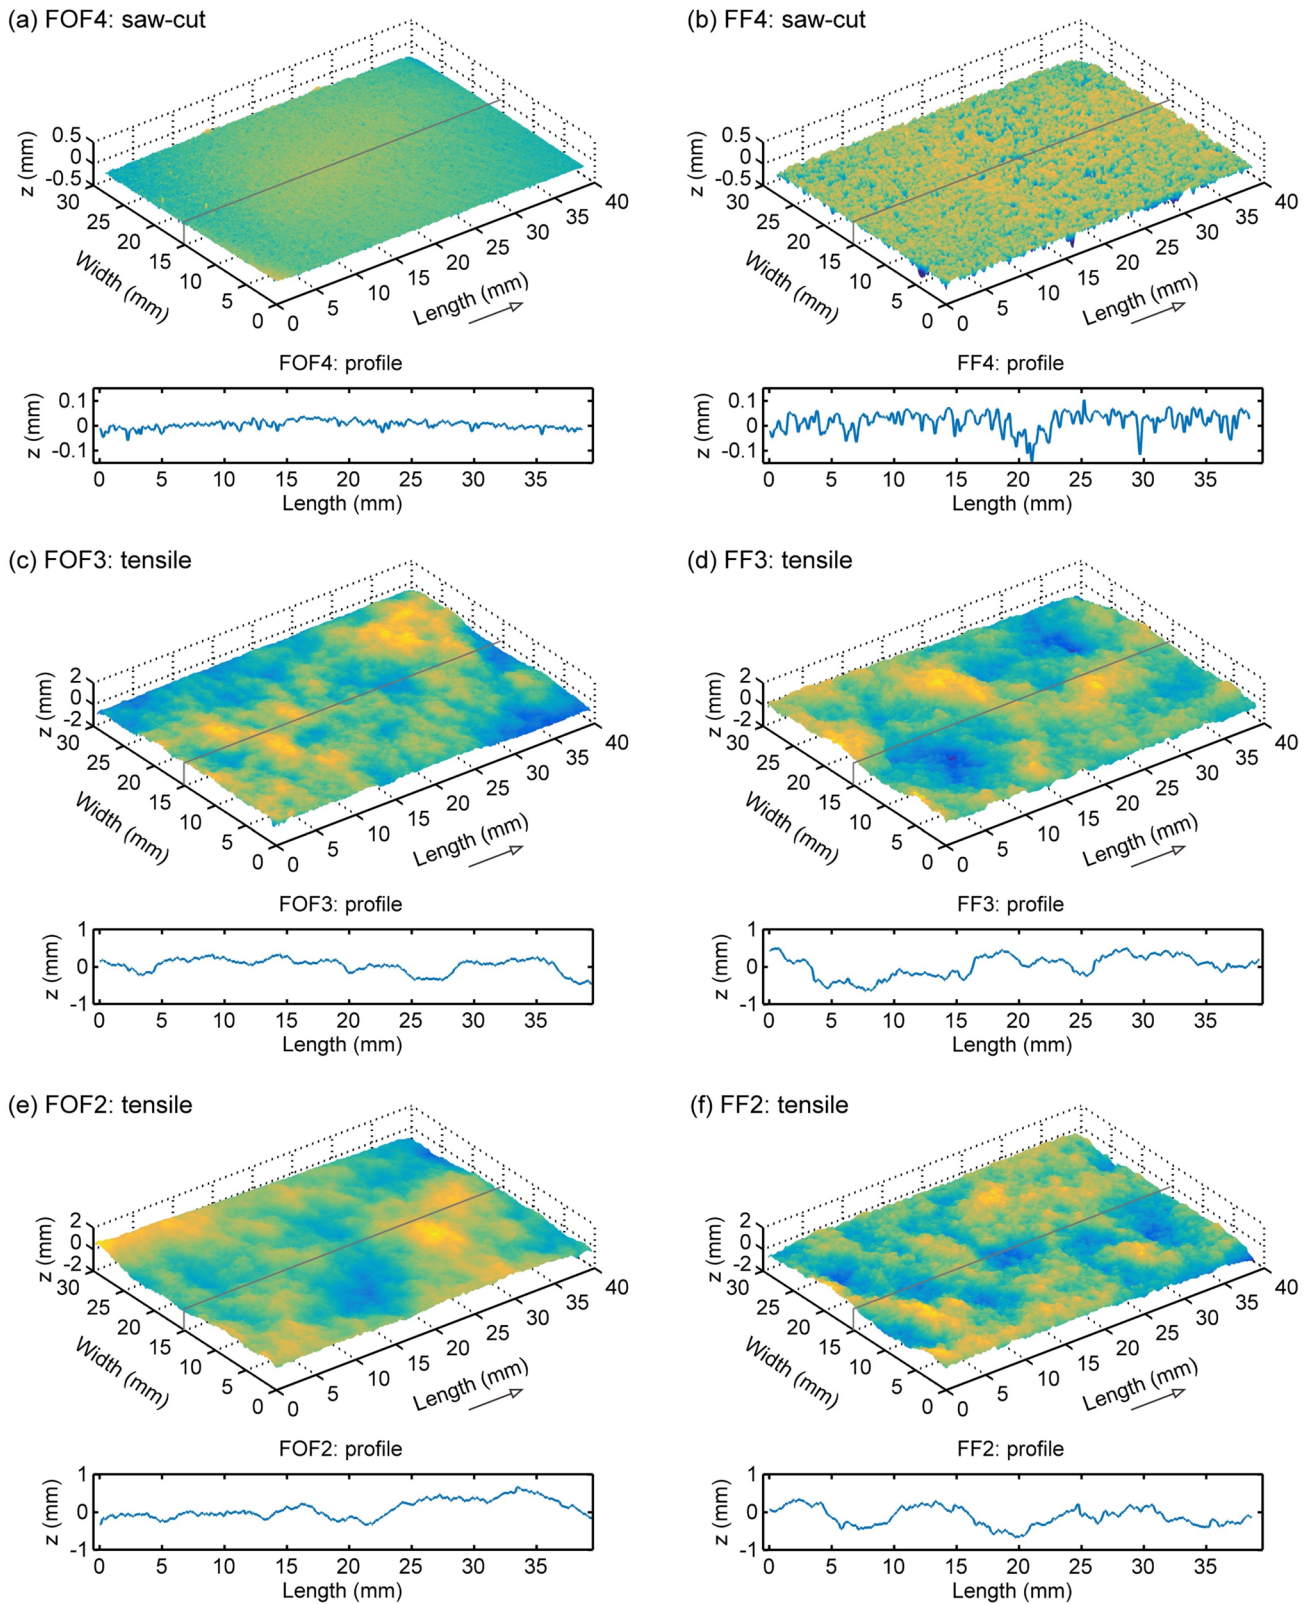 (a) FOF4: saw-cut
z (mm)
0.5
0
-0.5
30
25
20
15
10
5
0
Width (mm)
0
5
10
15
20
25
30
35
40
Length (mm)
FOF4: profile
z (mm)
0.1
0
-0.1
0 5 10 15 20 25 30 35
Length (mm)
(b) FF4: saw-cut
z (mm)
0.5
0
-0.5
30
25
20
15
10
5
0
Width (mm)
0
5
10
15
20
25
30
35
40
Length (mm)
FF4: profile
z (mm)
0.1
0
-0.1
0 5 10 15 20 25 30 35
Length (mm)
(c) FOF3: tensile
z (mm)
2
0
-2
30
25
20
15
10
5
0
Width (mm)
0
5
10
15
20
25
30
35
40
Length (mm)
FOF3: profile
z (mm)
1
0
-1
0 5 10 15 20 25 30 35
Length (mm)
(d) FF3: tensile
z (mm)
2
0
-2
30
25
20
15
10
5
0
Width (mm)
0
5
10
15
20
25
30
35
40
Length (mm)
FF3: profile
z (mm)
1
0
-1
0 5 10 15 20 25 30 35
Length (mm)
(e) FOF2: tensile
z (mm)
2
0
-2
30
25
20
15
10
5
0
Width (mm)
0
5
10
15
20
25
30
35
40
Length (mm)
FOF2: profile
z (mm)
1
0
-1
0 5 10 15 20 25 30 35
Length (mm)
(f) FF2: tensile
z (mm)
2
0
-2
30
25
20
15
10
5
0
Width (mm)
0
5
10
15
20
25
30
35
40
Length (mm)
FF2: profile
z (mm)
1
0
-1
0 5 10 15 20 25 30 35
Length (mm)